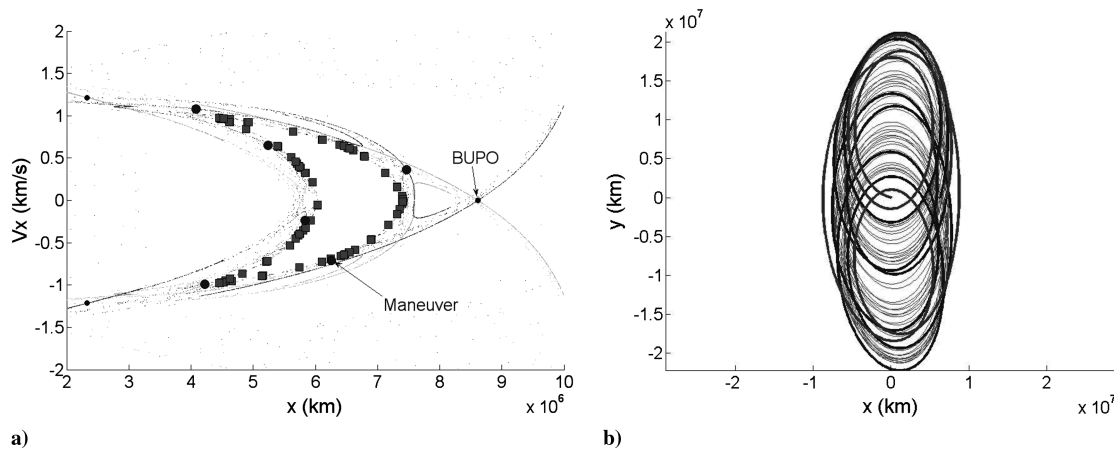 2
1.5
1
0.5
0
-0.5
-1
-1.5
-2
Vx (km/s)
BUPO
Maneuver
2 3 4 5 6 7 8 9 10
x (km) x 10^6
a)
x 10^7
2
1.5
1
0.5
0
-0.5
-1
-1.5
-2
y (km)
-2 -1 0 1 2
x (km) x 10^7
b)